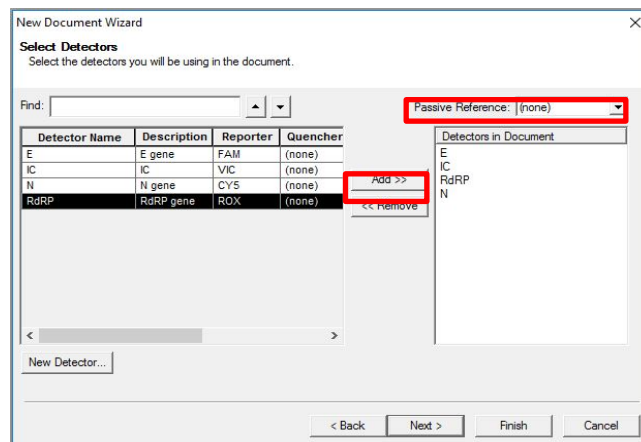 New Document Wizard
Select Detectors
Select the detectors you will be using in the document.
Find:
Passive Reference: (none)
Detector Name Description Reporter Quencher
E E gene FAM (none)
IC IC VIC (none)
N N gene CY5 (none)
RdRP RdRP gene ROX (none)
Add >>
<< Remove
Detectors in Document
E
IC
RdRP
N
New Detector...
< Back Next > Finish Cancel